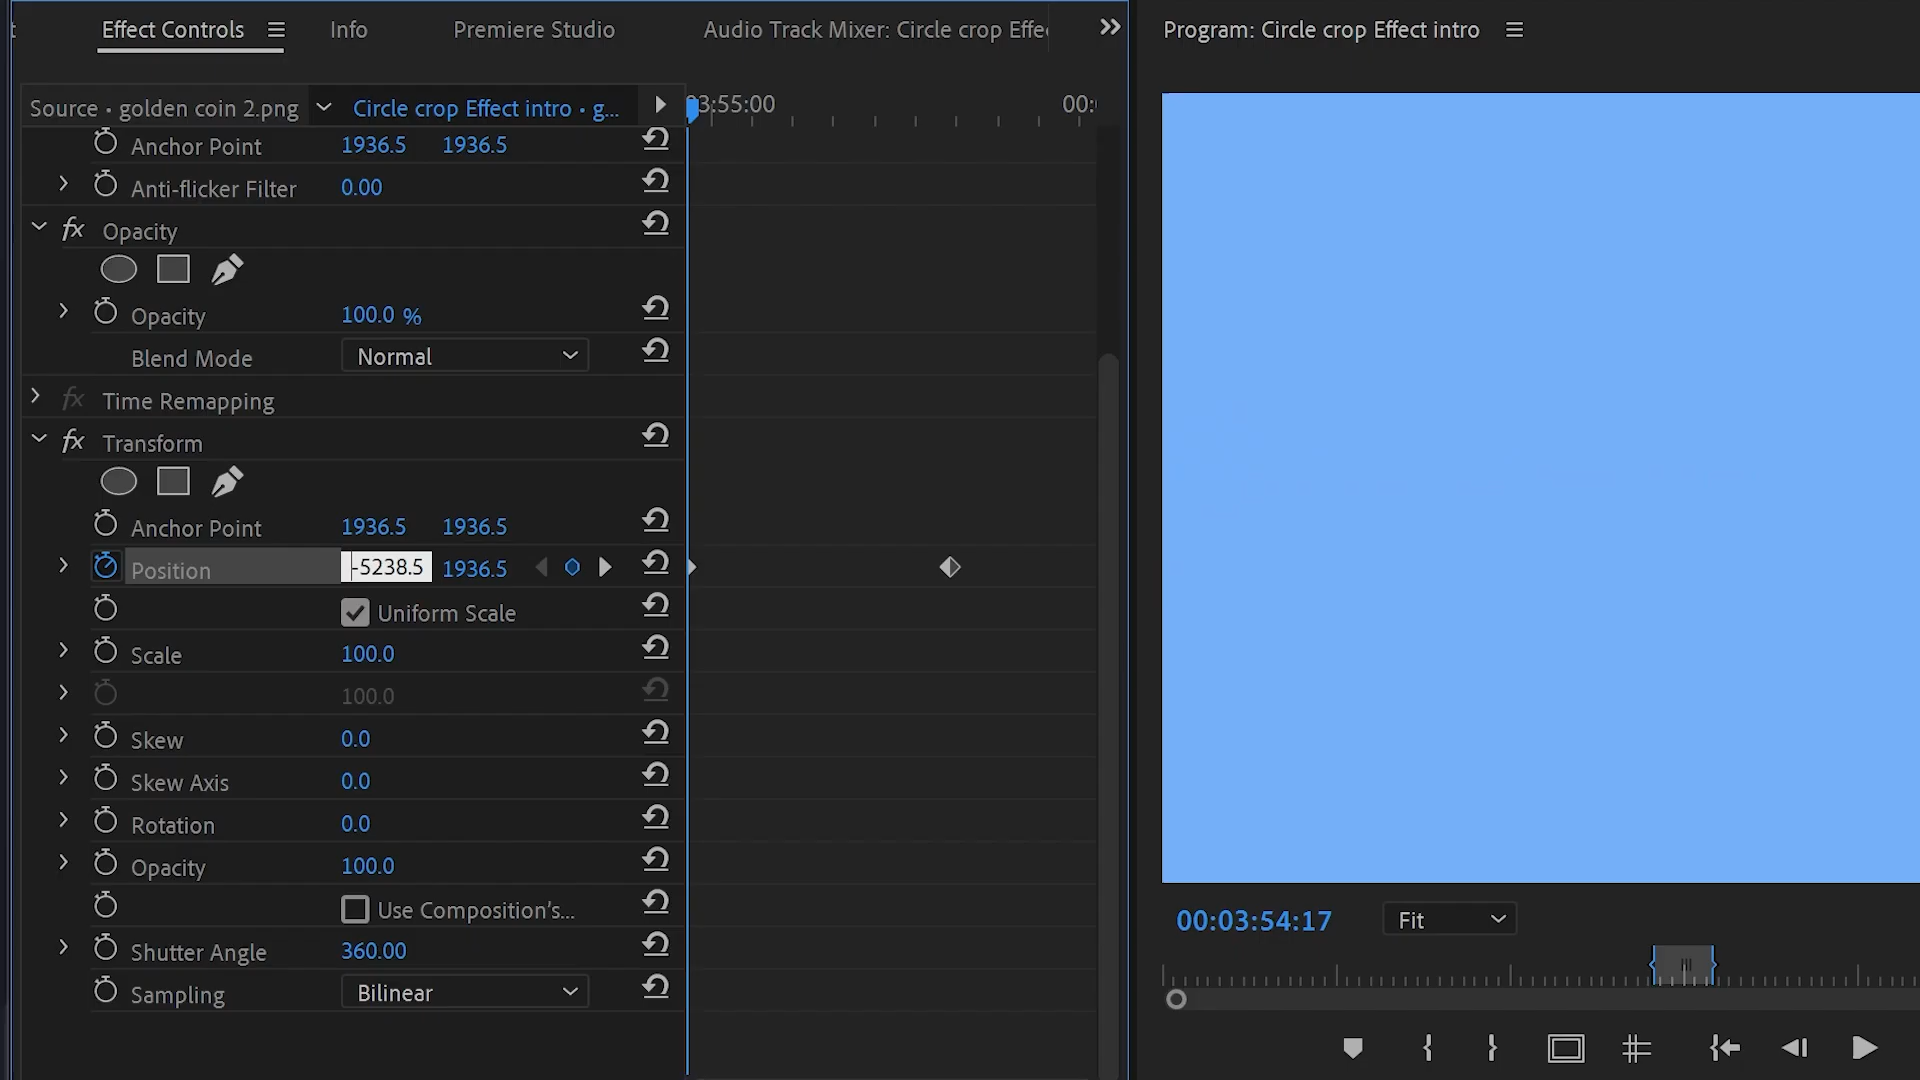 Effect Controls
Info
Premiere Studio
Audio Track Mixer: Circle crop Effe
Program: Circle crop Effect intro
Source • golden coin 2.png
Circle crop Effect intro • g...
3:55:00
00:
Anchor Point 1936.5 1936.5
Anti-flicker Filter 0.00
fx Opacity
Opacity 100.0 %
Blend Mode Normal
fx Time Remapping
fx Transform
Anchor Point 1936.5 1936.5
Position -5238.5 1936.5
Uniform Scale
Scale 100.0
100.0
Skew 0.0
Skew Axis 0.0
Rotation 0.0
Opacity 100.0
Use Composition's...
Shutter Angle 360.00
Sampling Bilinear
00:03:54:17
Fit